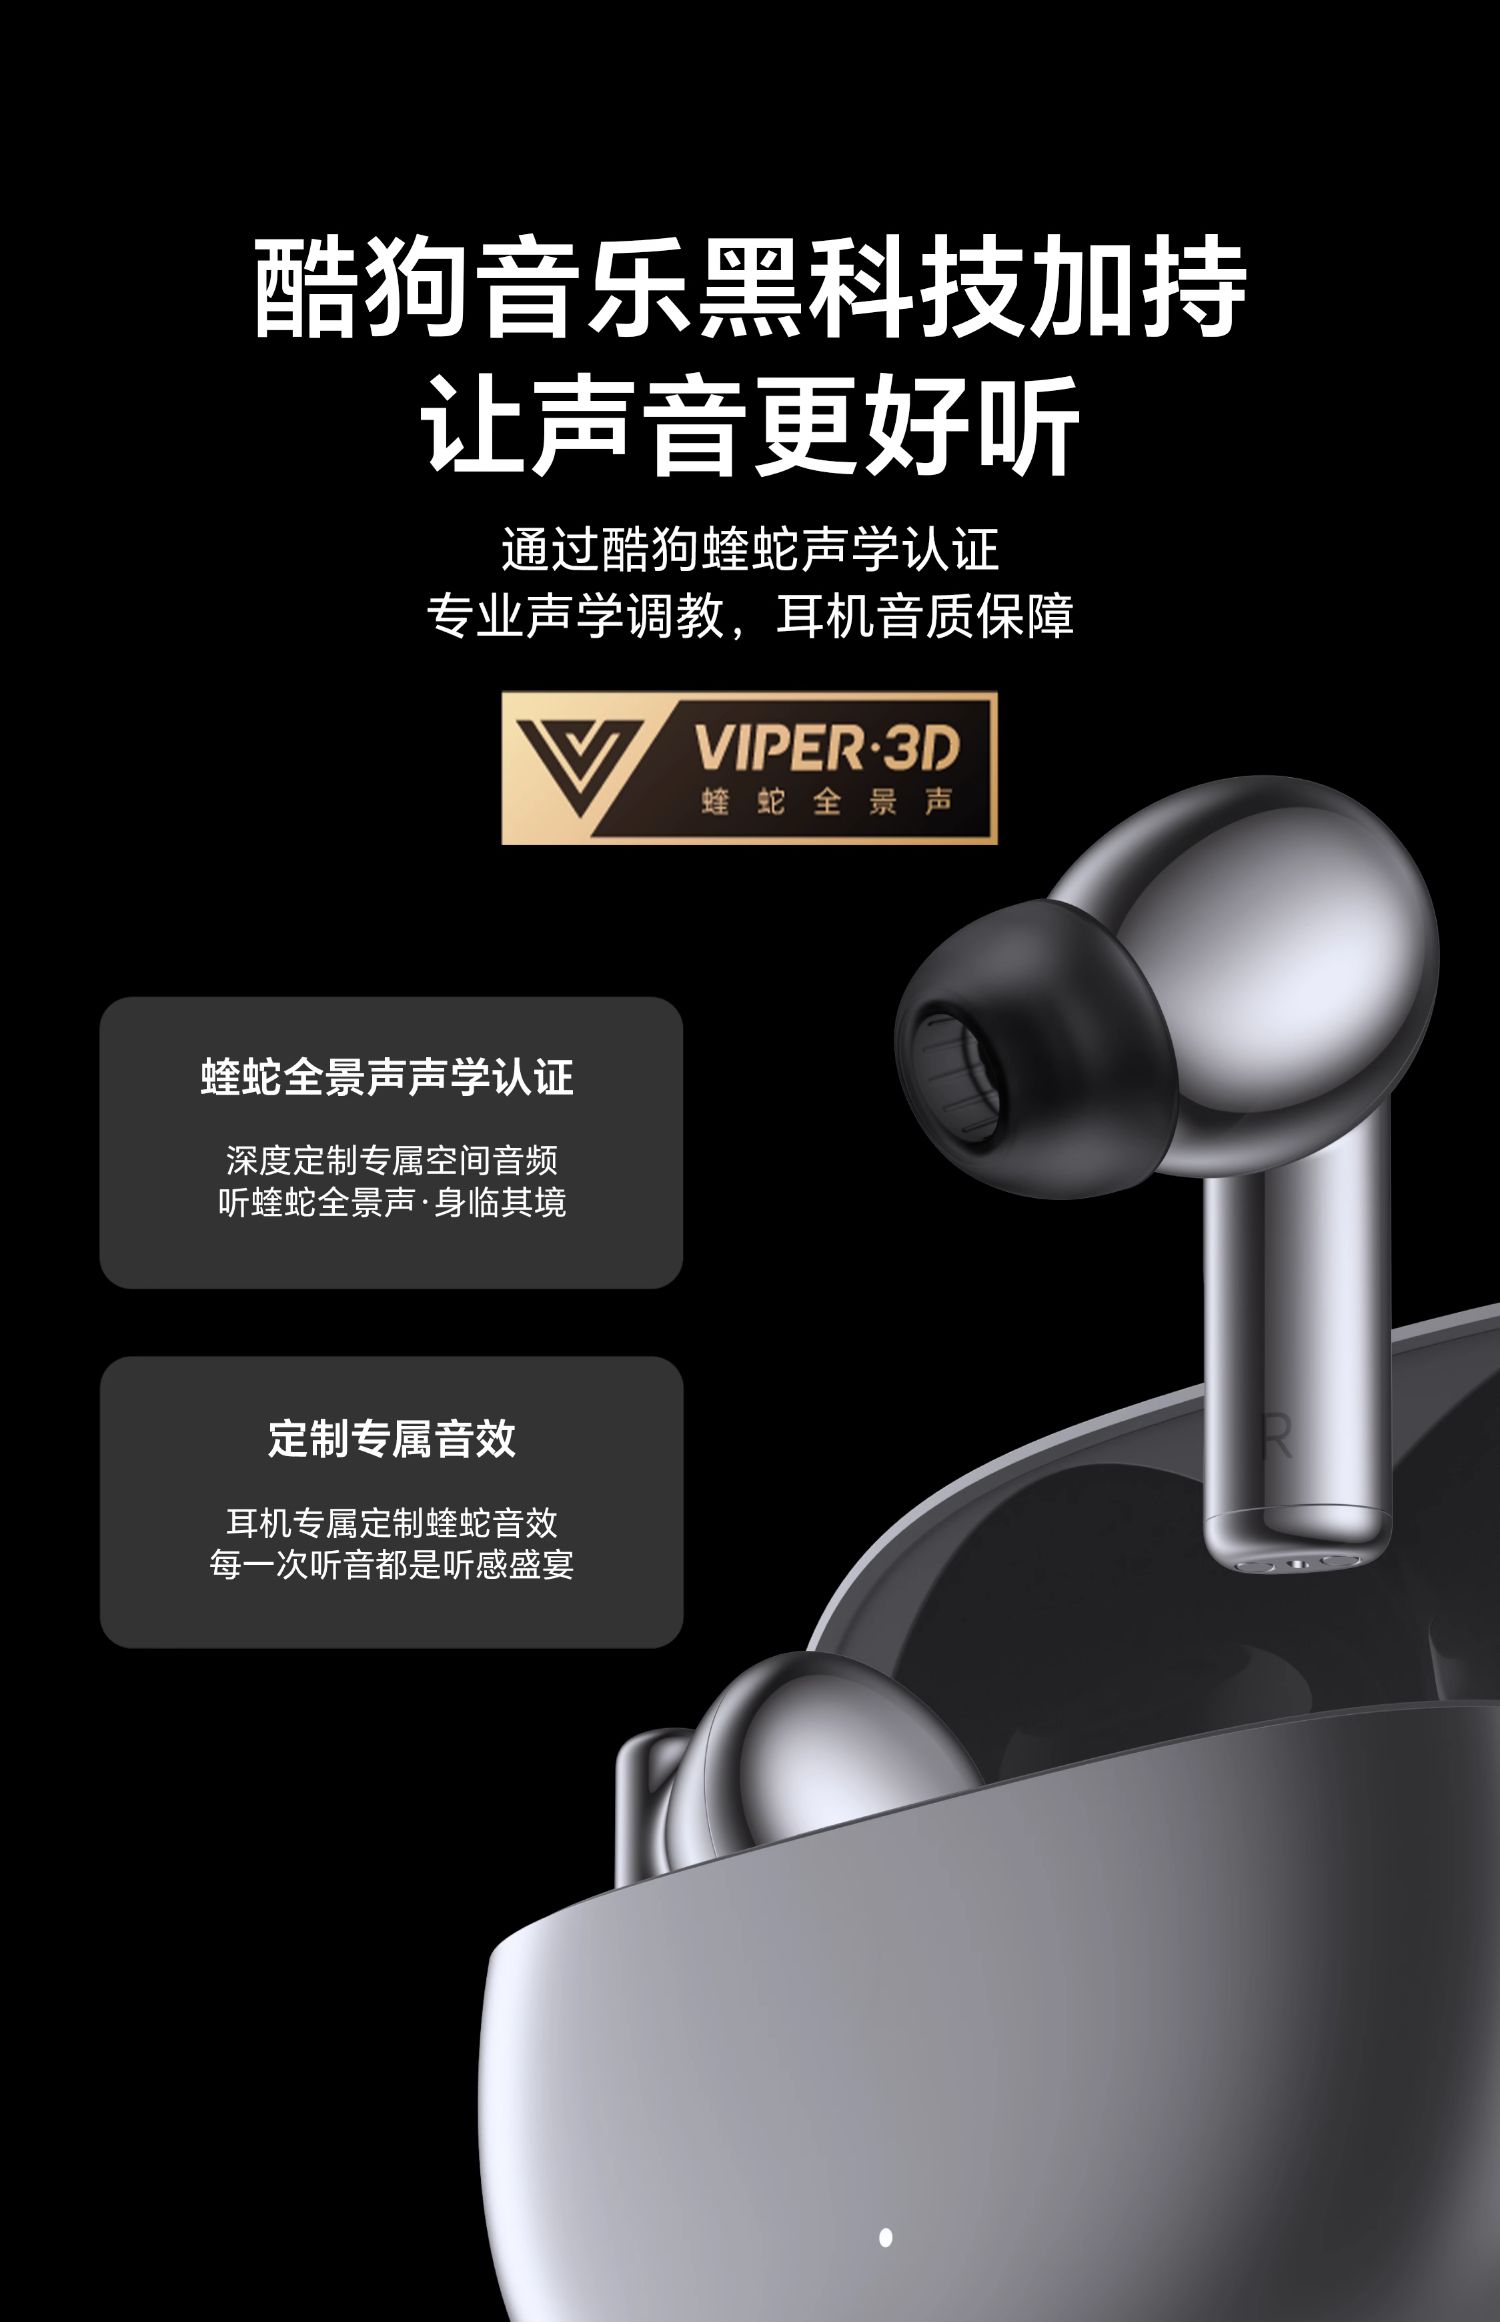 酷狗音乐黑科技加持
让声音更好听
通过酷狗蝰蛇声学认证
专业声学调教，耳机音质保障
VIPER·3D
蝰蛇全景声
蝰蛇全景声声学认证
深度定制专属空间音频
听蝰蛇全景声·身临其境
定制专属音效
耳机专属定制蝰蛇音效
每一次听音都是听感盛宴
R